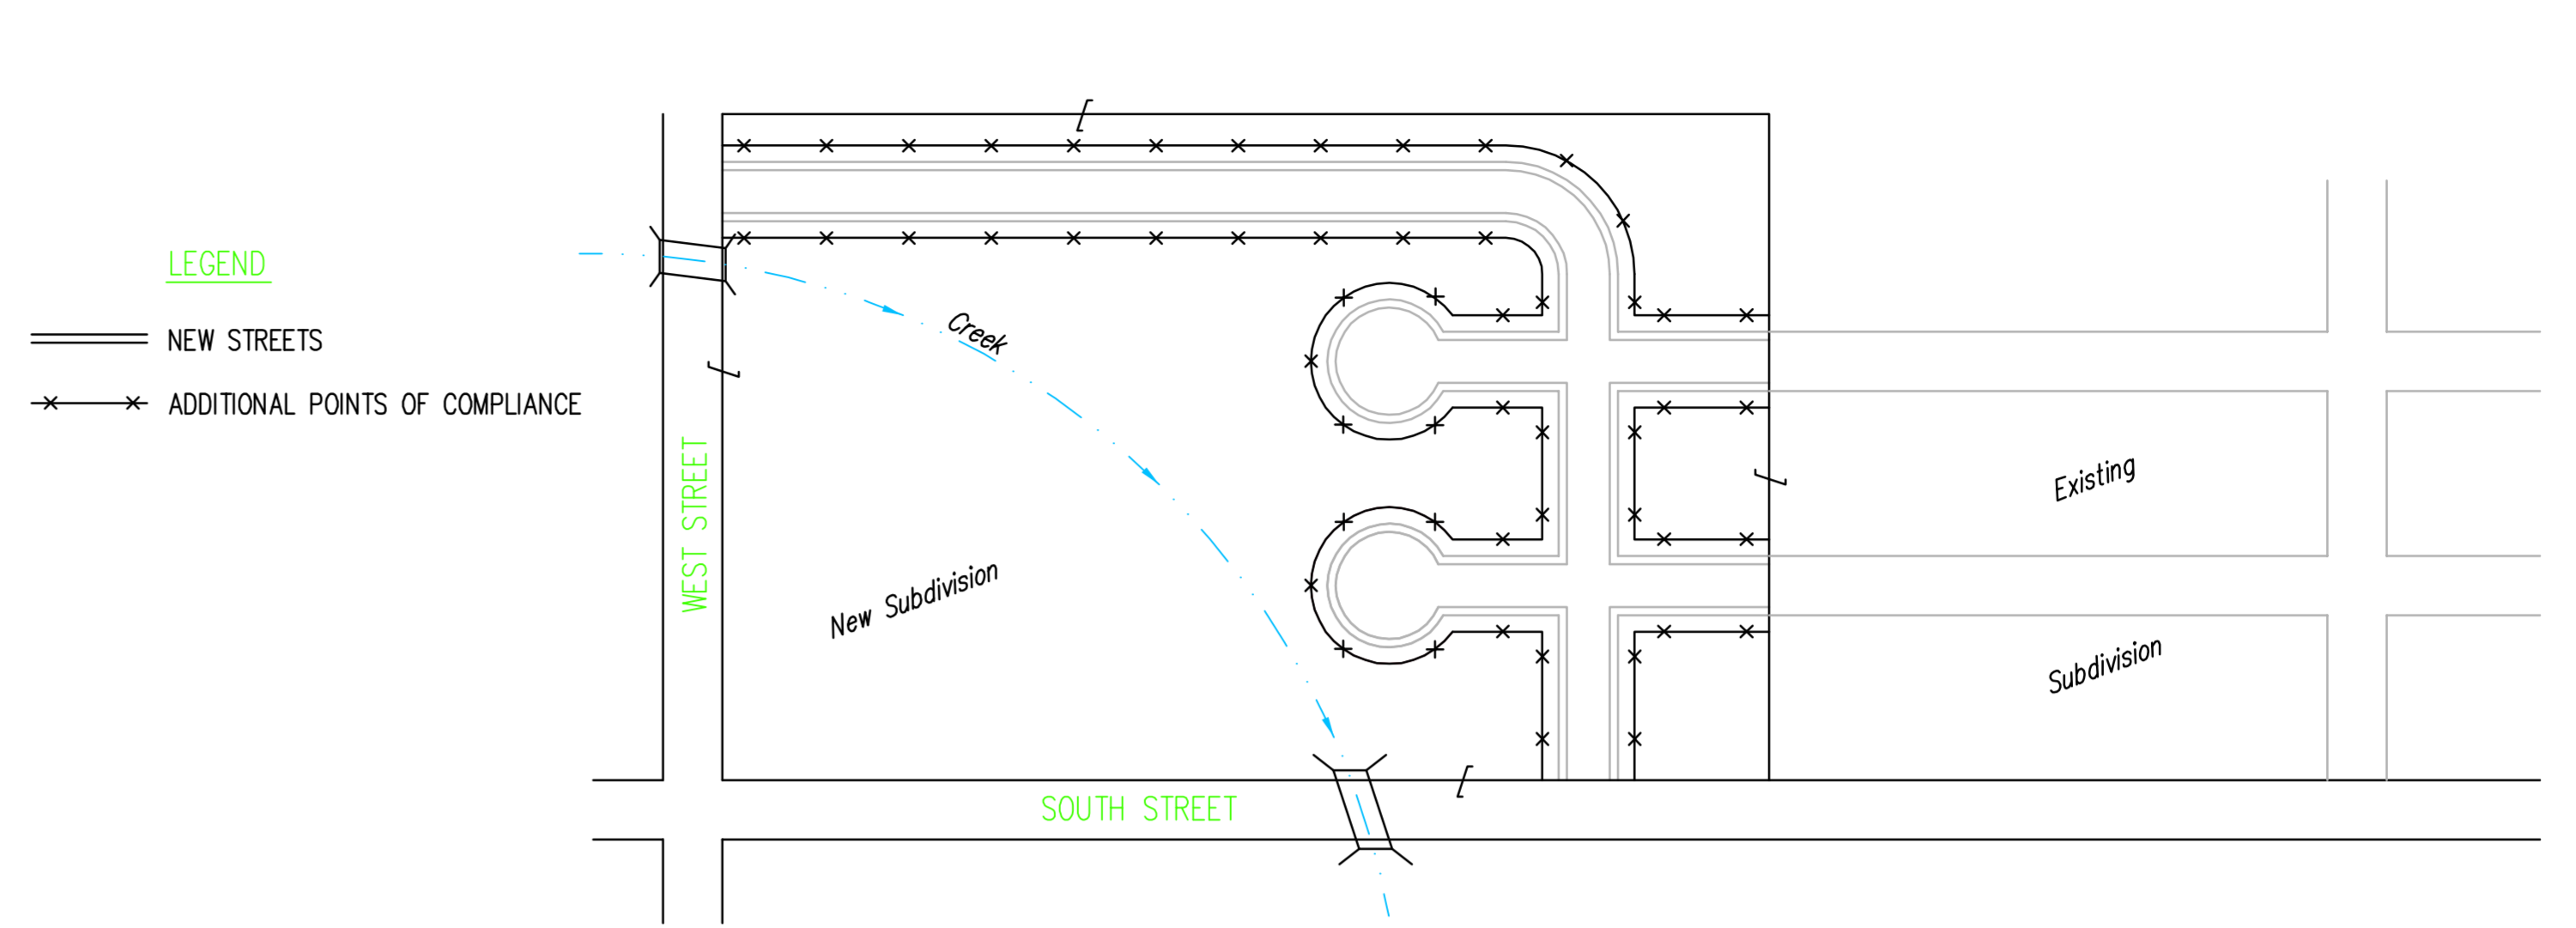 LEGEND
NEW STREETS
ADDITIONAL POINTS OF COMPLIANCE
WEST STREET
Creek
New Subdivision
SOUTH STREET
Existing
Subdivision